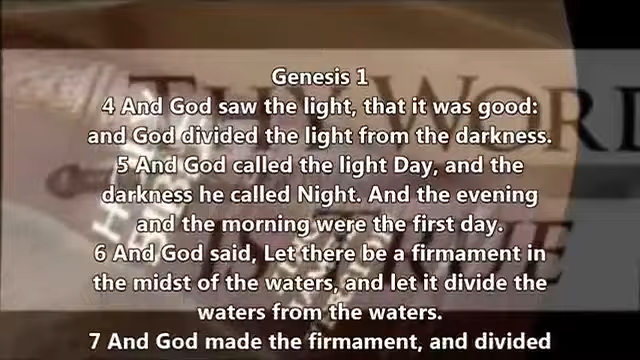 Genesis 1
4 And God saw the light, that it was good:
and God divided the light from the darkness.
5 And God called the light Day, and the
darkness he called Night. And the evening
and the morning were the first day.
6 And God said, Let there be a firmament in
the midst of the waters, and let it divide the
waters from the waters.
7 And God made the firmament, and divided
THY WORD